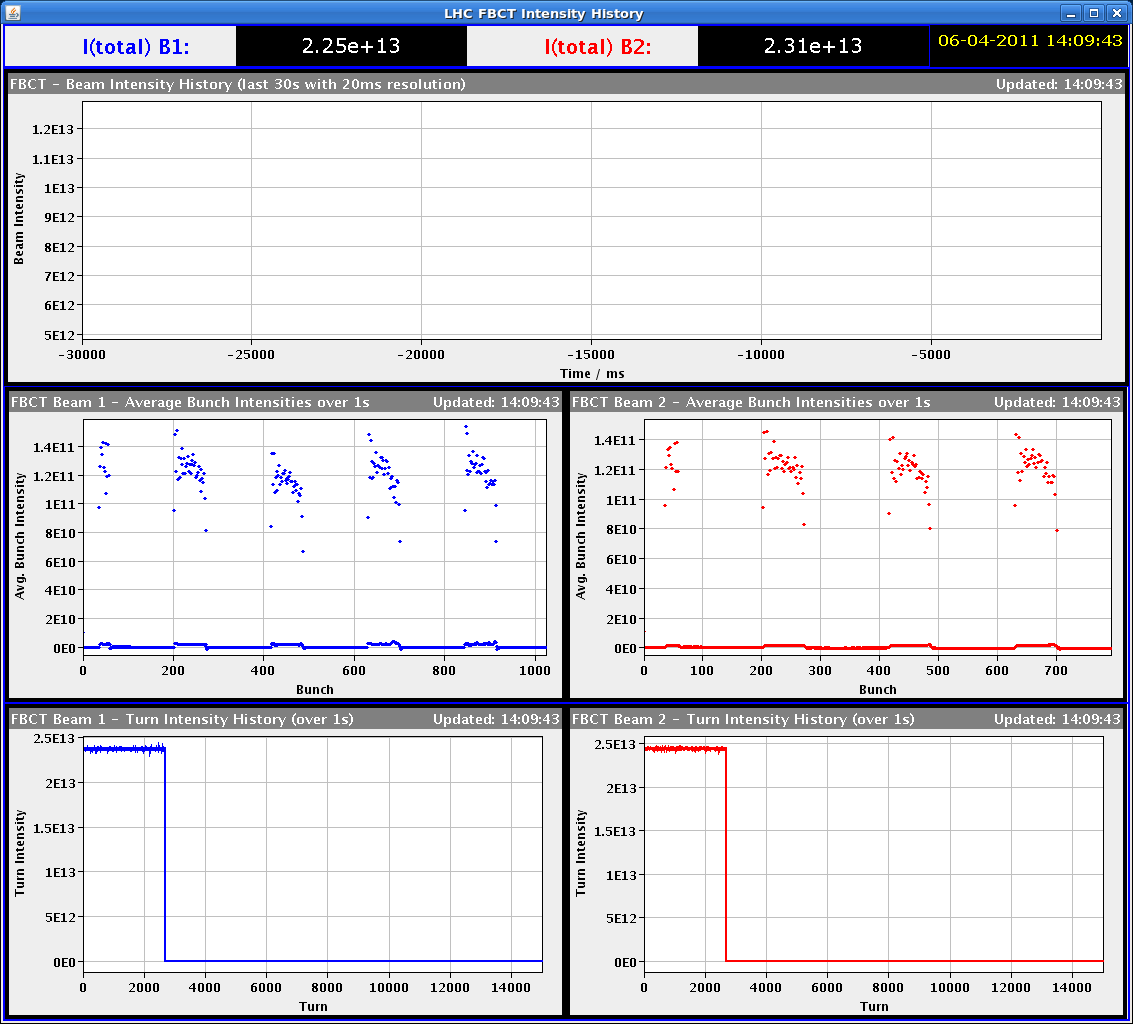 LHC FBCT Intensity History
I(total) B1: 2.25e+13 I(total) B2: 2.31e+13 06-04-2011 14:09:43
FBCT - Beam Intensity History (last 30s with 20ms resolution) Updated: 14:09:43
Beam Intensity
1.2E13
1.1E13
1E13
9E12
8E12
7E12
6E12
5E12
-30000 -25000 -20000 -15000 -10000 -5000
Time / ms
FBCT Beam 1 - Average Bunch Intensities over 1s Updated: 14:09:43
Avg. Bunch Intensity
1.4E11
1.2E11
1E11
8E10
6E10
4E10
2E10
0E0
0 200 400 600 800 1000
Bunch
FBCT Beam 2 - Average Bunch Intensities over 1s Updated: 14:09:43
Avg. Bunch Intensity
1.4E11
1.2E11
1E11
8E10
6E10
4E10
2E10
0E0
0 100 200 300 400 500 600 700
Bunch
FBCT Beam 1 - Turn Intensity History (over 1s) Updated: 14:09:43
Turn Intensity
2.5E13
2E13
1.5E13
1E13
5E12
0E0
0 2000 4000 6000 8000 10000 12000 14000
Turn
FBCT Beam 2 - Turn Intensity History (over 1s) Updated: 14:09:43
Turn Intensity
2.5E13
2E13
1.5E13
1E13
5E12
0E0
0 2000 4000 6000 8000 10000 12000 14000
Turn